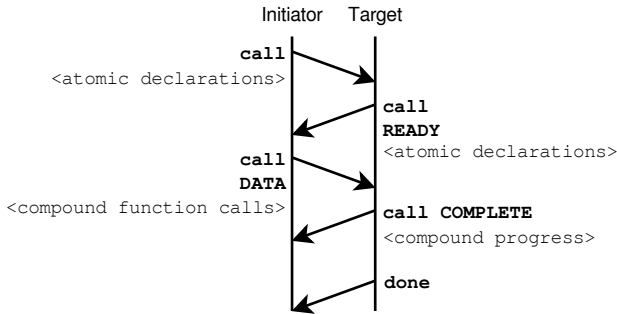 Initiator Target
call
<atomic declarations>
call
READY
<atomic declarations>
call
DATA
<compound function calls>
call COMPLETE
<compound progress>
done